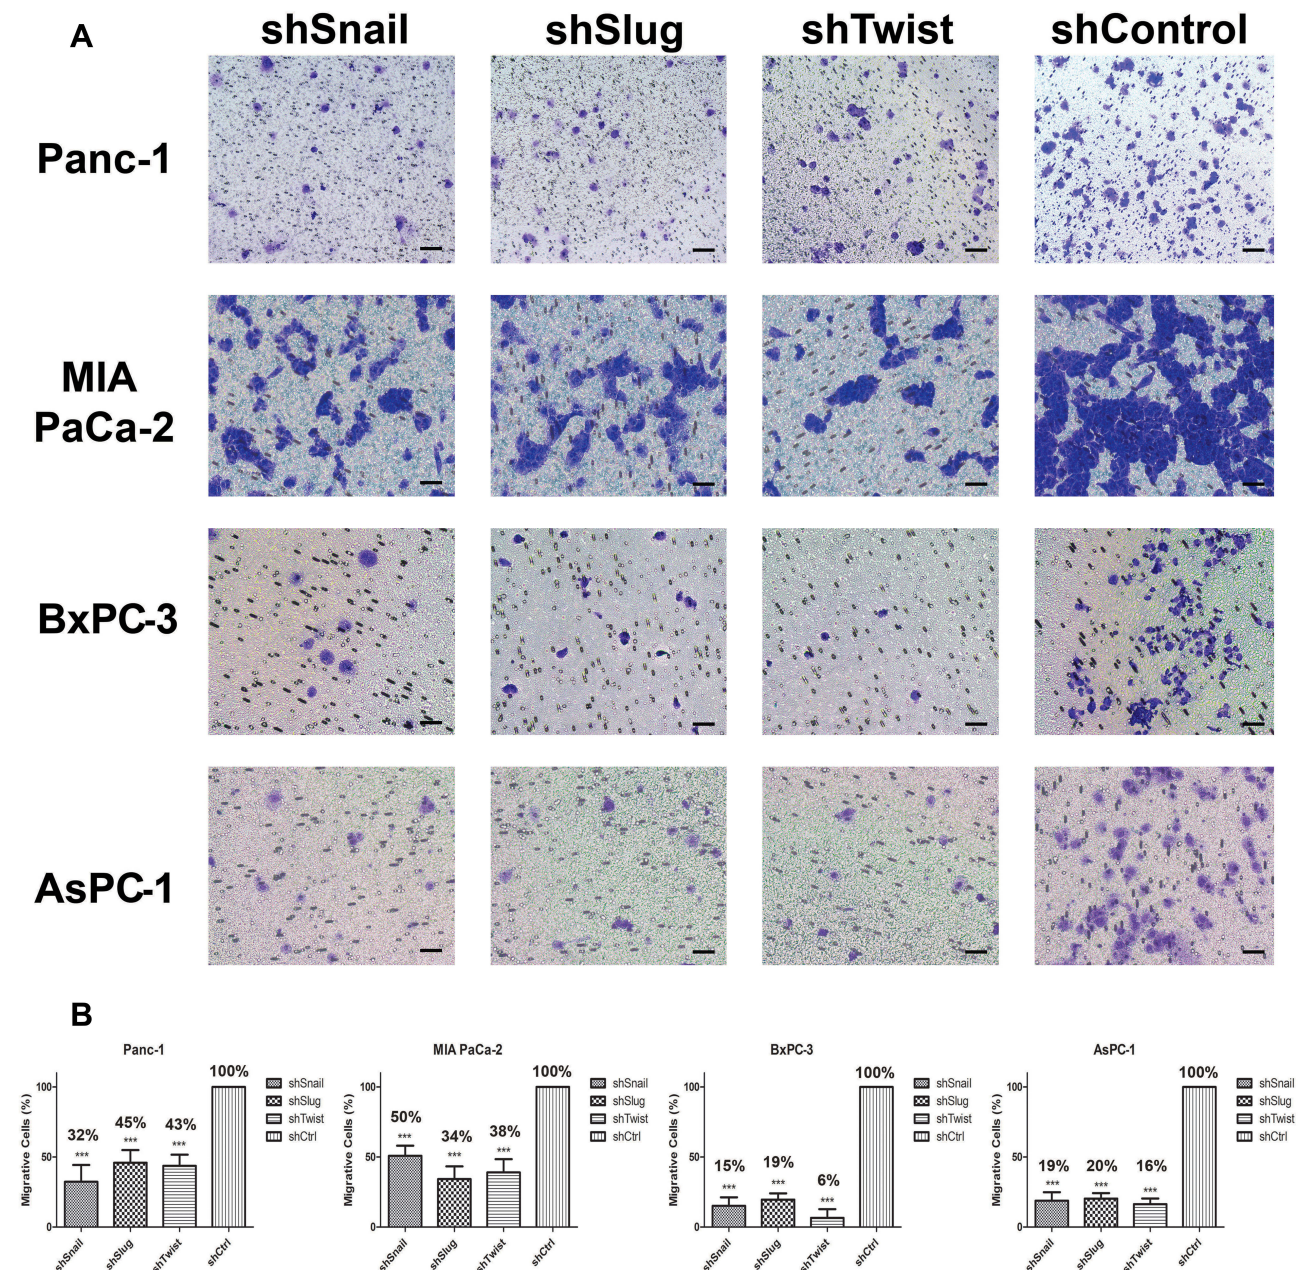 A
shSnail shSlug shTwist shControl
Panc-1
MIA
PaCa-2
BxPC-3
AsPC-1
B
Panc-1
Migrative Cells (%)
100
50
0
32%
***
45%
***
43%
***
100%
shSnail
shSlug
shTwist
shCtrl
shSnail
shSlug
shTwist
shCtrl
MIA PaCa-2
Migrative Cells (%)
100
50
0
50%
***
34%
***
38%
***
100%
shSnail
shSlug
shTwist
shCtrl
shSnail
shSlug
shTwist
shCtrl
BxPC-3
Migrative Cells (%)
100
50
0
15%
***
19%
***
6%
***
100%
shSnail
shSlug
shTwist
shCtrl
shSnail
shSlug
shTwist
shCtrl
AsPC-1
Migrative Cells (%)
100
50
0
19%
***
20%
***
16%
***
100%
shSnail
shSlug
shTwist
shCtrl
shSnail
shSlug
shTwist
shCtrl